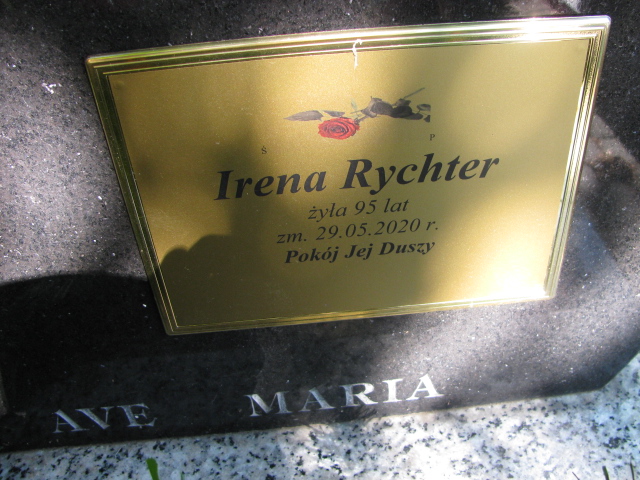 Ś P
Irena Rychter
żyła 95 lat
zm. 29.05.2020 r.
Pokój Jej Duszy
AVE MARIA